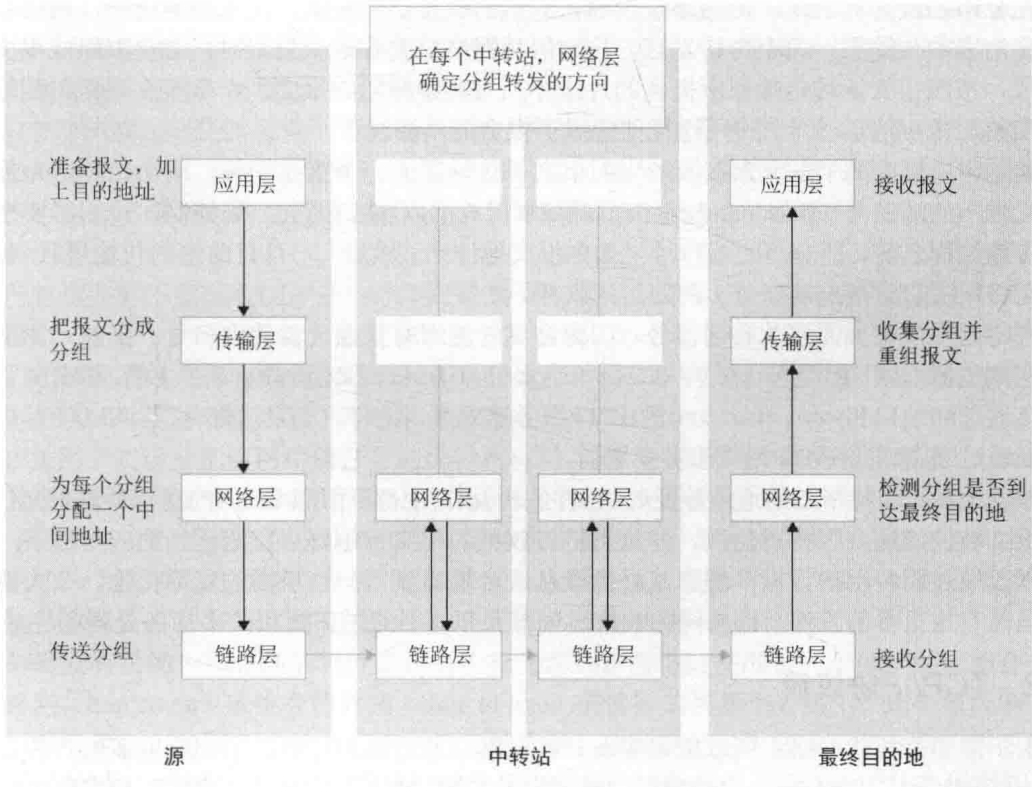 在每个中转站，网络层
确定分组转发的方向
准备报文，加
上目的地址
应用层
应用层
接收报文
把报文分成
分组
传输层
传输层
收集分组并
重组报文
为每个分组
分配一个中
间地址
网络层
网络层
网络层
网络层
检测分组是否到
达最终目的地
传送分组
链路层
链路层
链路层
链路层
接收分组
源
中转站
最终目的地